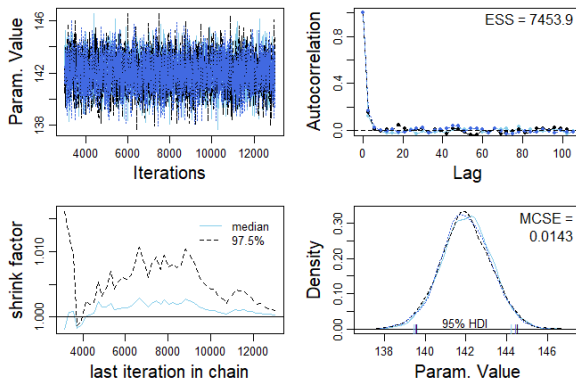 Param. Value
138
142
146
4000
6000
8000
10000
12000
Iterations
Autocorrelation
0.0
0.4
0.8
ESS = 7453.9
0
20
40
60
80
100
Lag
shrink factor
1.000
1.010
median
97.5%
4000
6000
8000
10000
12000
last iteration in chain
Density
0.00
0.10
0.20
0.30
MCSE =
0.0143
95% HDI
138
140
142
144
146
Param. Value